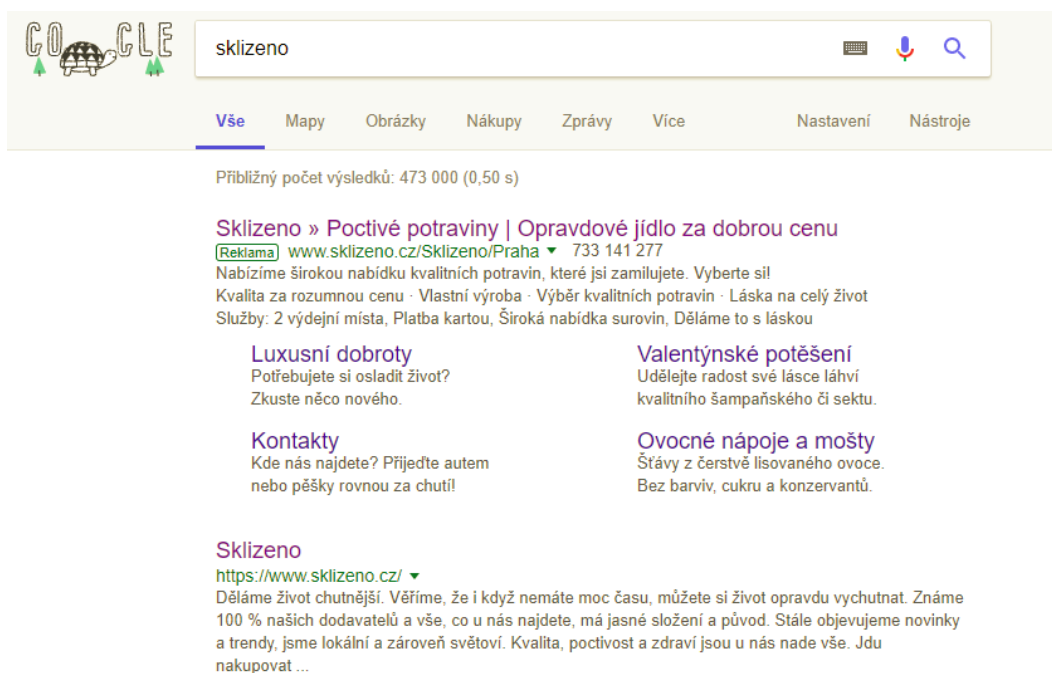 GO GLE
sklizeno
Vše Mapy Obrázky Nákupy Zprávy Více Nastavení Nástroje
Přibližný počet výsledků: 473 000 (0,50 s)
Sklizeno » Poctivé potraviny | Opravdové jídlo za dobrou cenu
Reklama www.sklizeno.cz/Sklizeno/Praha 733 141 277
Nabízíme širokou nabídku kvalitních potravin, které jsi zamilujete. Vyberte si!
Kvalita za rozumnou cenu · Vlastní výroba · Výběr kvalitních potravin · Láska na celý život
Služby: 2 výdejní místa, Platba kartou, Široká nabídka surovin, Děláme to s láskou
Luxusní dobroty
Potřebujete si osladit život?
Zkuste něco nového.
Valentýnské potěšení
Udělejte radost své lásce láhví
kvalitního šampaňského či sektu.
Kontakty
Kde nás najdete? Přijeďte autem
nebo pěšky rovnou za chutí!
Ovocné nápoje a mošty
Šťávy z čerstvě lisovaného ovoce.
Bez barviv, cukru a konzervantů.
Sklizeno
https://www.sklizeno.cz/
Děláme život chutnější. Věříme, že i když nemáte moc času, můžete si život opravdu vychutnat. Známe
100 % našich dodavatelů a vše, co u nás najdete, má jasné složení a původ. Stále objevujeme novinky
a trendy, jsme lokální a zároveň světoví. Kvalita, poctivost a zdraví jsou u nás nade vše. Jdu
nakupovat ...